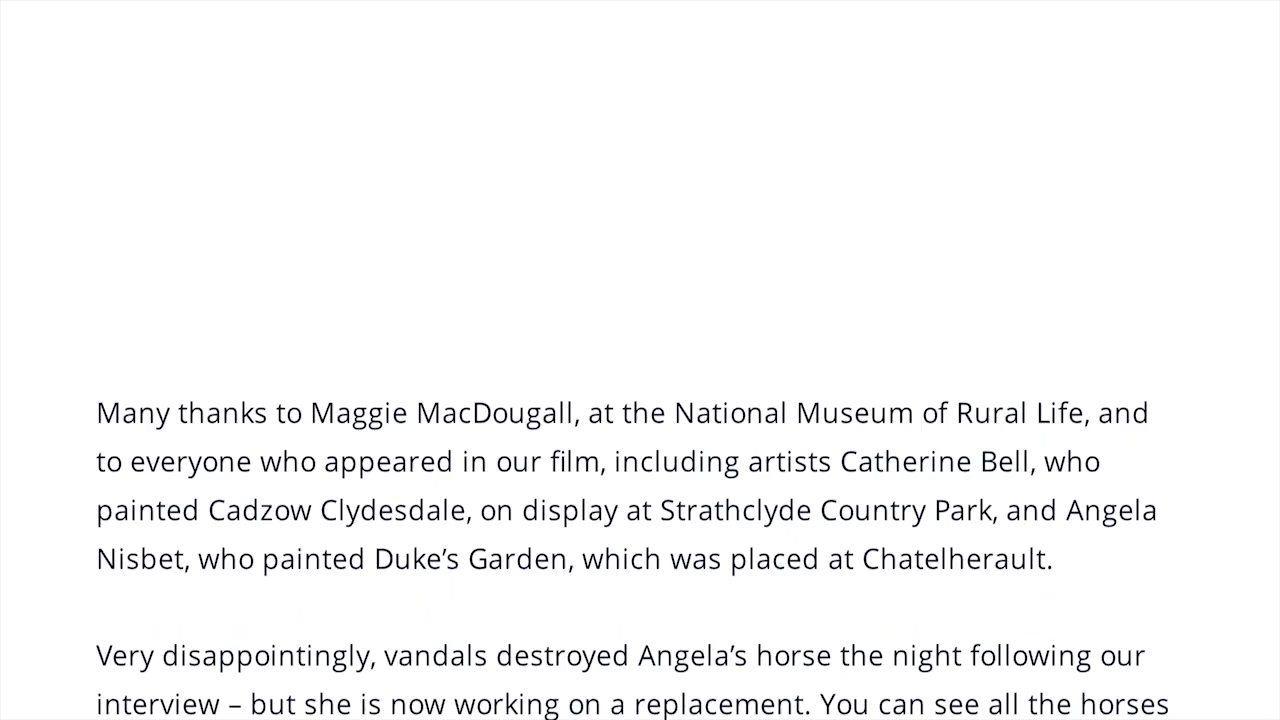 Many thanks to Maggie MacDougall, at the National Museum of Rural Life, and
to everyone who appeared in our film, including artists Catherine Bell, who
painted Cadzow Clydesdale, on display at Strathclyde Country Park, and Angela
Nisbet, who painted Duke’s Garden, which was placed at Chatelherault.
Very disappointingly, vandals destroyed Angela’s horse the night following our
interview – but she is now working on a replacement. You can see all the horses